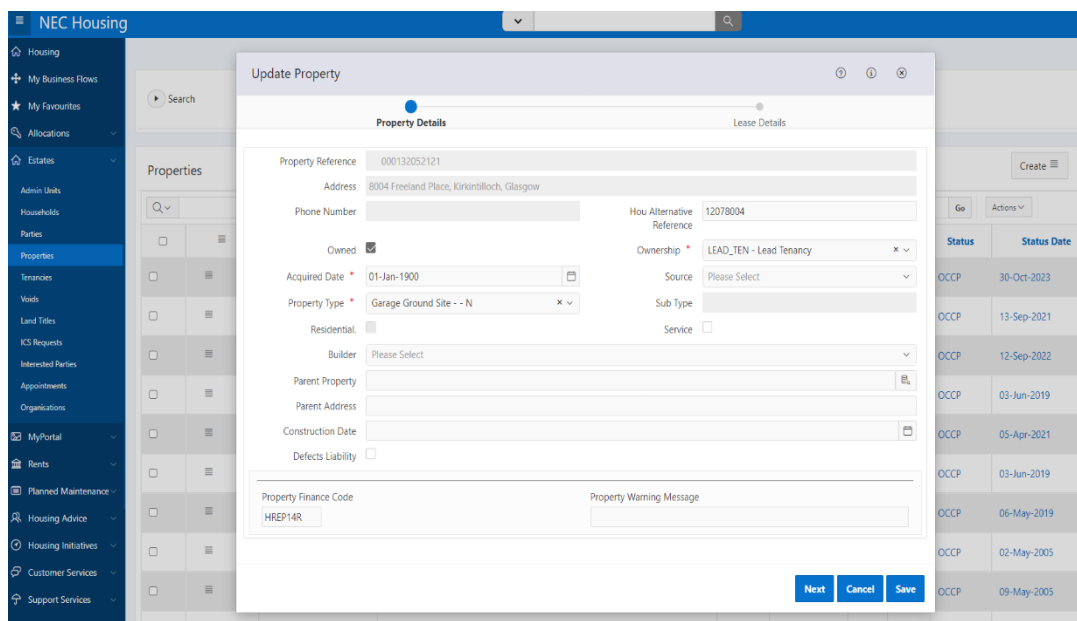 NEC Housing
Housing
My Business Flows
My Favourites
Allocations
Estates
Admin Units
Households
Parties
Properties
Tenancies
Voids
Land Titles
ICS Requests
Interested Parties
Appointments
Organisations
MyPortal
Rents
Planned Maintenance
Housing Advice
Housing Initiatives
Customer Services
Support Services
Search
Properties
Create
Go Actions
Status Status Date
OCCP 30-Oct-2023
OCCP 13-Sep-2021
OCCP 12-Sep-2022
OCCP 03-Jun-2019
OCCP 05-Apr-2021
OCCP 03-Jun-2019
OCCP 06-May-2019
OCCP 02-May-2005
OCCP 09-May-2005
Update Property
Property Details Lease Details
Property Reference 000132052121
Address 8004 Freeland Place, Kirkintilloch, Glasgow
Phone Number Hou Alternative 12078004
Reference
Owned Ownership * LEAD_TEN - Lead Tenancy
Acquired Date * 01-Jan-1900 Source Please Select
Property Type * Garage Ground Site - - N Sub Type
Residential. Service
Builder Please Select
Parent Property
Parent Address
Construction Date
Defects Liability
Property Finance Code Property Warning Message
HREP14R
Next Cancel Save